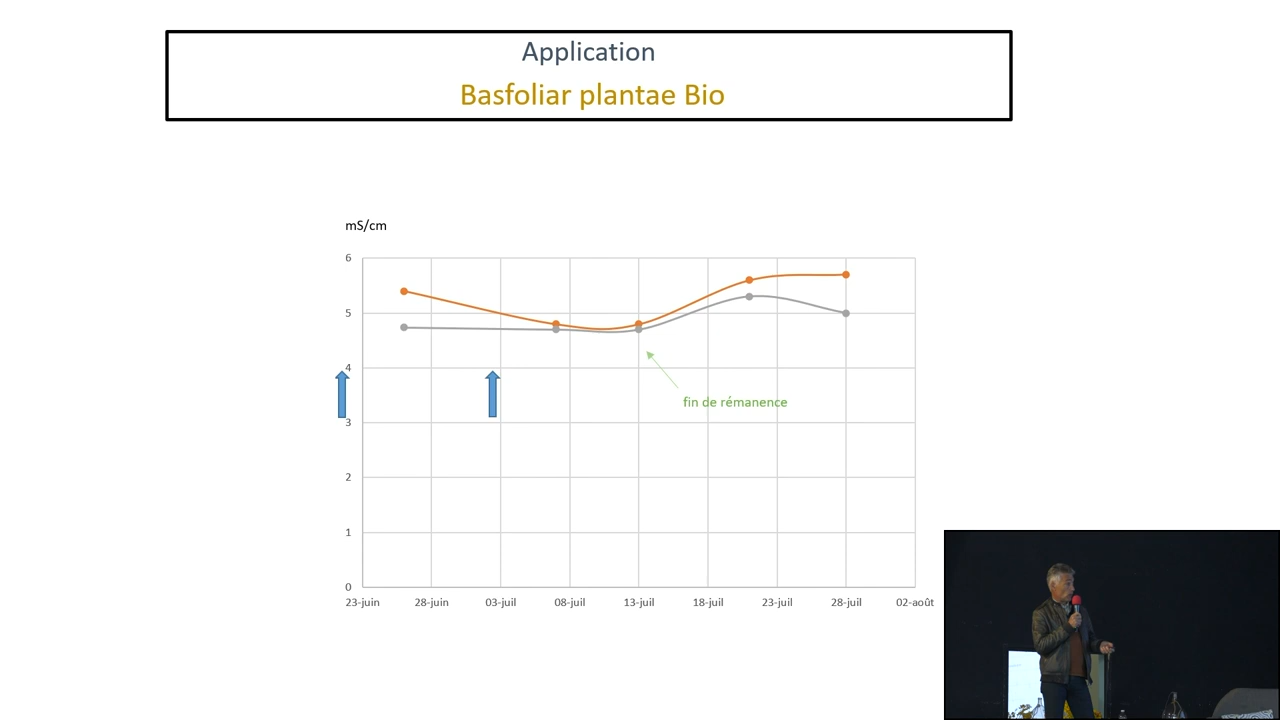 Application
Basfoliar plantae Bio
mS/cm
6
5
4
3
2
1
0
fin de rémanence
23-juin 28-juin 03-juil 08-juil 13-juil 18-juil 23-juil 28-juil 02-août